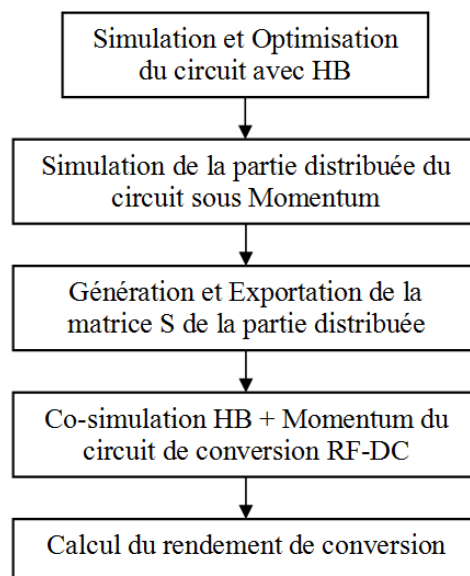 Simulation et Optimisation
du circuit avec HB
Simulation de la partie distribuée du
circuit sous Momentum
Génération et Exportation de la
matrice S de la partie distribuée
Co-simulation HB + Momentum du
circuit de conversion RF-DC
Calcul du rendement de conversion